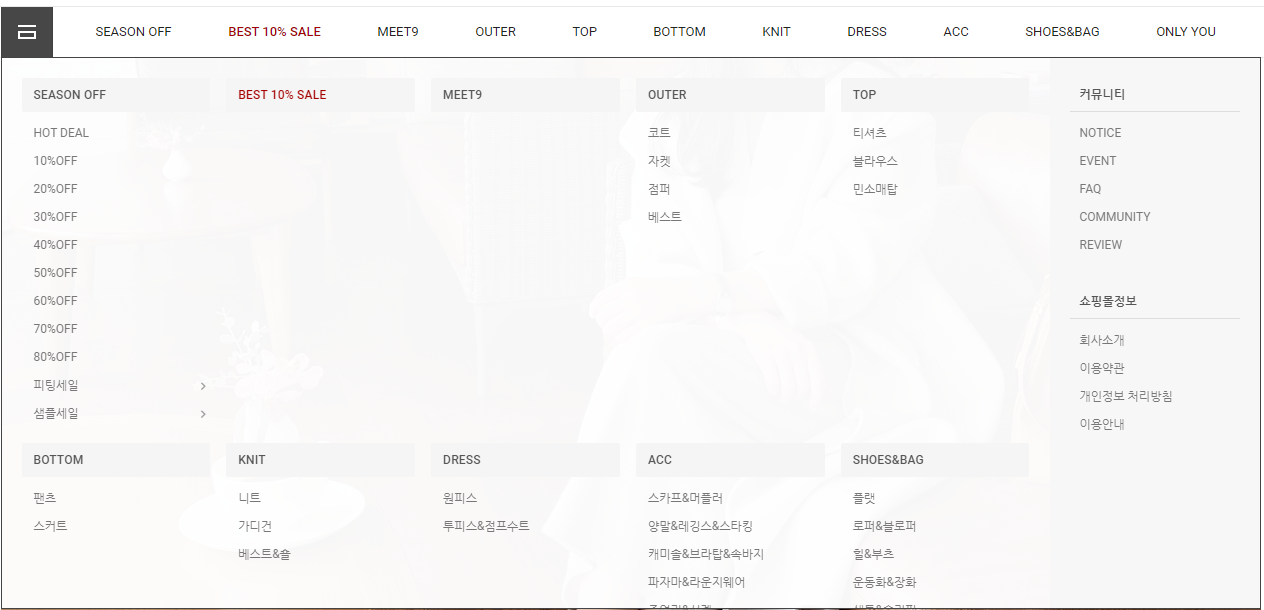 SEASON OFF BEST 10% SALE MEET9 OUTER TOP BOTTOM KNIT DRESS ACC SHOES&BAG ONLY YOU
SEASON OFF
HOT DEAL
10%OFF
20%OFF
30%OFF
40%OFF
50%OFF
60%OFF
70%OFF
80%OFF
피팅세일
샘플세일
BEST 10% SALE
MEET9
OUTER
코트
자켓
점퍼
베스트
TOP
티셔츠
블라우스
민소매탑
BOTTOM
팬츠
스커트
KNIT
니트
가디건
베스트&숄
DRESS
원피스
투피스&점프수트
ACC
스카프&머플러
양말&레깅스&스타킹
캐미솔&브라탑&속바지
파자마&라운지웨어
SHOES&BAG
플랫
로퍼&블로퍼
힐&부츠
운동화&장화
커뮤니티
NOTICE
EVENT
FAQ
COMMUNITY
REVIEW
쇼핑몰정보
회사소개
이용약관
개인정보 처리방침
이용안내